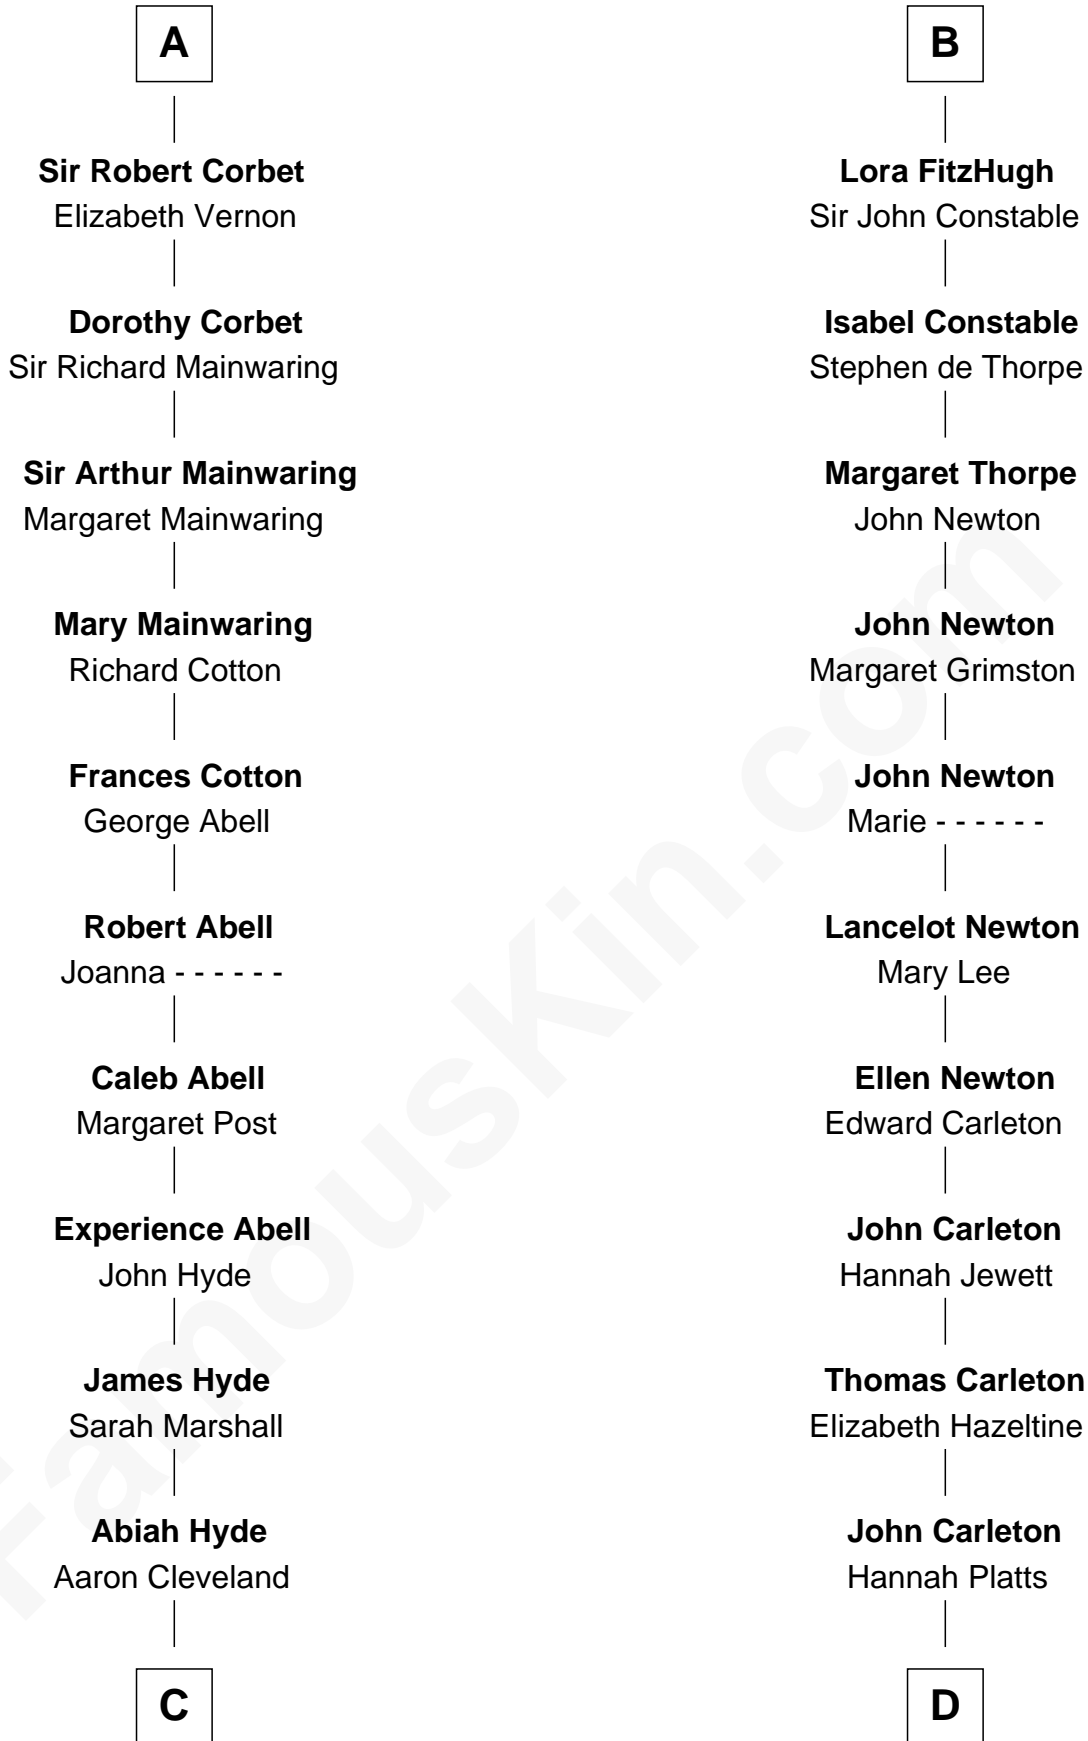 A
Sir Robert Corbet
Elizabeth Vernon
Dorothy Corbet
Sir Richard Mainwaring
Sir Arthur Mainwaring
Margaret Mainwaring
Mary Mainwaring
Richard Cotton
Frances Cotton
George Abell
Robert Abell
Joanna - - - - - -
Caleb Abell
Margaret Post
Experience Abell
John Hyde
James Hyde
Sarah Marshall
Abiah Hyde
Aaron Cleveland
C
B
Lora FitzHugh
Sir John Constable
Isabel Constable
Stephen de Thorpe
Margaret Thorpe
John Newton
John Newton
Margaret Grimston
John Newton
Marie - - - - - -
Lancelot Newton
Mary Lee
Ellen Newton
Edward Carleton
John Carleton
Hannah Jewett
Thomas Carleton
Elizabeth Hazeltine
John Carleton
Hannah Platts
D
FamousKin.com